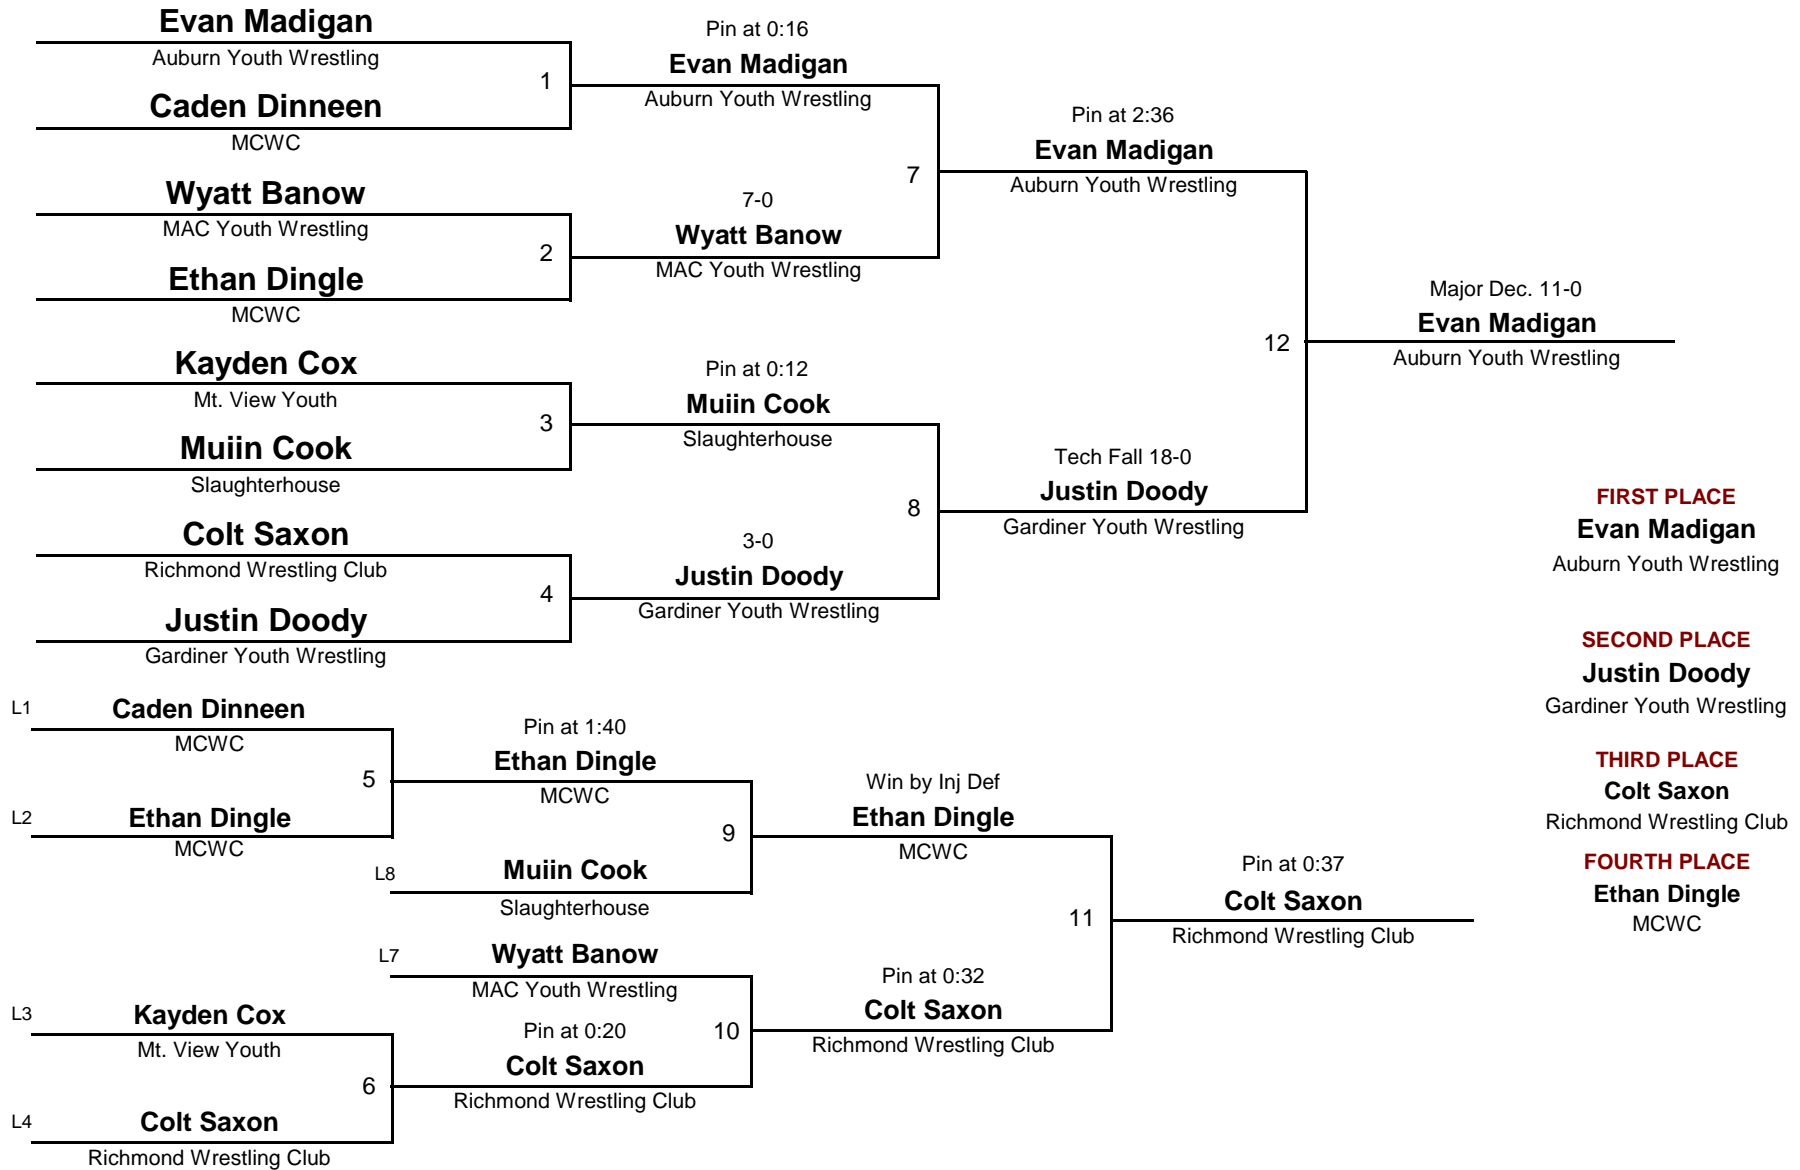 Evan Madigan
Auburn Youth Wrestling
1
Caden Dinneen
MCWC
Wyatt Banow
MAC Youth Wrestling
2
Ethan Dingle
MCWC
Kayden Cox
Mt. View Youth
3
Muiin Cook
Slaughterhouse
Colt Saxon
Richmond Wrestling Club
4
Justin Doody
Gardiner Youth Wrestling
Pin at 0:16
Evan Madigan
Auburn Youth Wrestling
7
7-0
Wyatt Banow
MAC Youth Wrestling
Pin at 0:12
Muiin Cook
Slaughterhouse
8
3-0
Justin Doody
Gardiner Youth Wrestling
Pin at 2:36
Evan Madigan
Auburn Youth Wrestling
12
Tech Fall 18-0
Justin Doody
Gardiner Youth Wrestling
Major Dec. 11-0
Evan Madigan
Auburn Youth Wrestling
FIRST PLACE
Evan Madigan
Auburn Youth Wrestling
SECOND PLACE
Justin Doody
Gardiner Youth Wrestling
THIRD PLACE
Colt Saxon
Richmond Wrestling Club
FOURTH PLACE
Ethan Dingle
MCWC
L1
Caden Dinneen
MCWC
5
L2
Ethan Dingle
MCWC
L3
Kayden Cox
Mt. View Youth
6
L4
Colt Saxon
Richmond Wrestling Club
Pin at 1:40
Ethan Dingle
MCWC
9
L8
Muiin Cook
Slaughterhouse
L7
Wyatt Banow
MAC Youth Wrestling
10
Pin at 0:20
Colt Saxon
Richmond Wrestling Club
Win by Inj Def
Ethan Dingle
MCWC
11
Pin at 0:32
Colt Saxon
Richmond Wrestling Club
Pin at 0:37
Colt Saxon
Richmond Wrestling Club